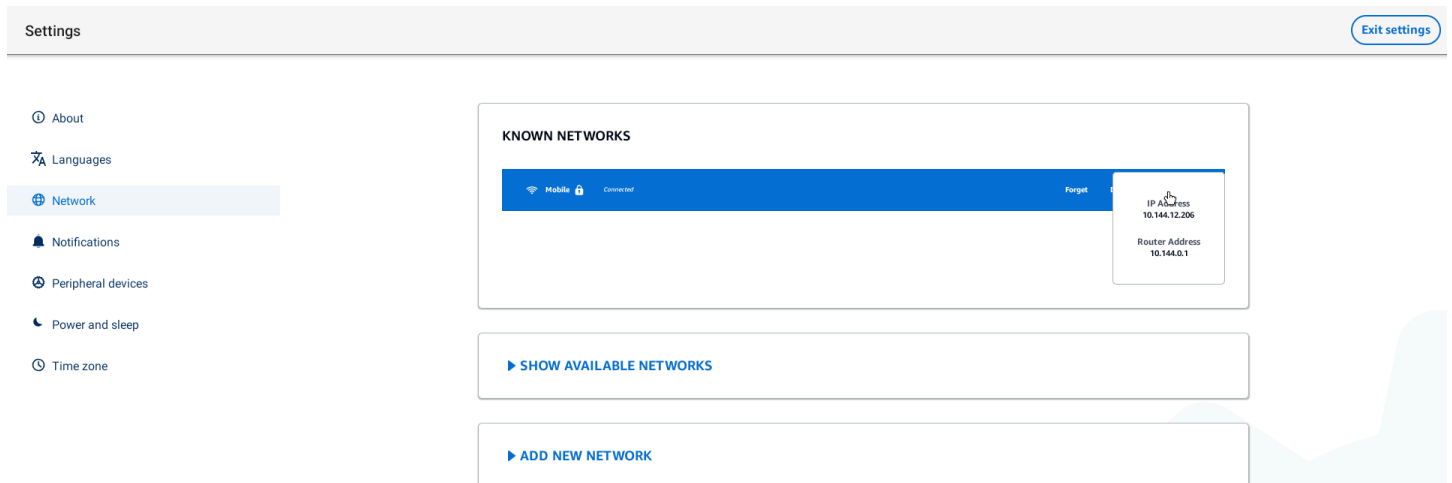 Settings
Exit settings
About
Languages
Network
Notifications
Peripheral devices
Power and sleep
Time zone
KNOWN NETWORKS
Mobile Connected Forget
IP Address
10.144.12.206
Router Address
10.144.0.1
SHOW AVAILABLE NETWORKS
ADD NEW NETWORK